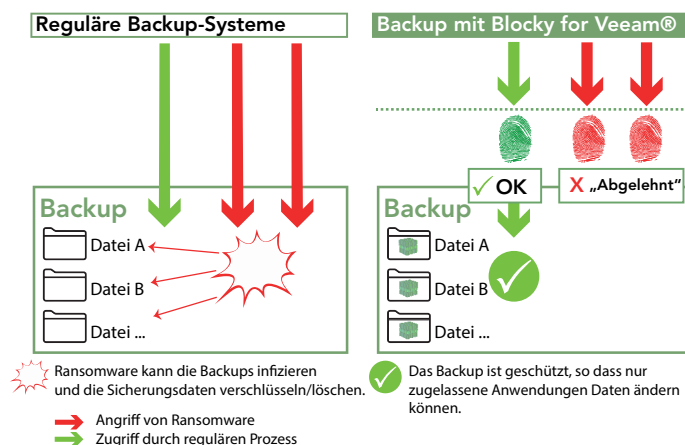 Reguläre Backup-Systeme
Backup mit Blocky for Veeam®
✓ OK
X „Abgelehnt"
Backup
Datei A
Datei B
Datei ...
Backup
Datei A
Datei B
Datei ...
Ransomware kann die Backups infizieren
und die Sicherungsdaten verschlüsseln/löschen.
Das Backup ist geschützt, so dass nur
zugelassene Anwendungen Daten ändern
können.
Angriff von Ransomware
Zugriff durch regulären Prozess